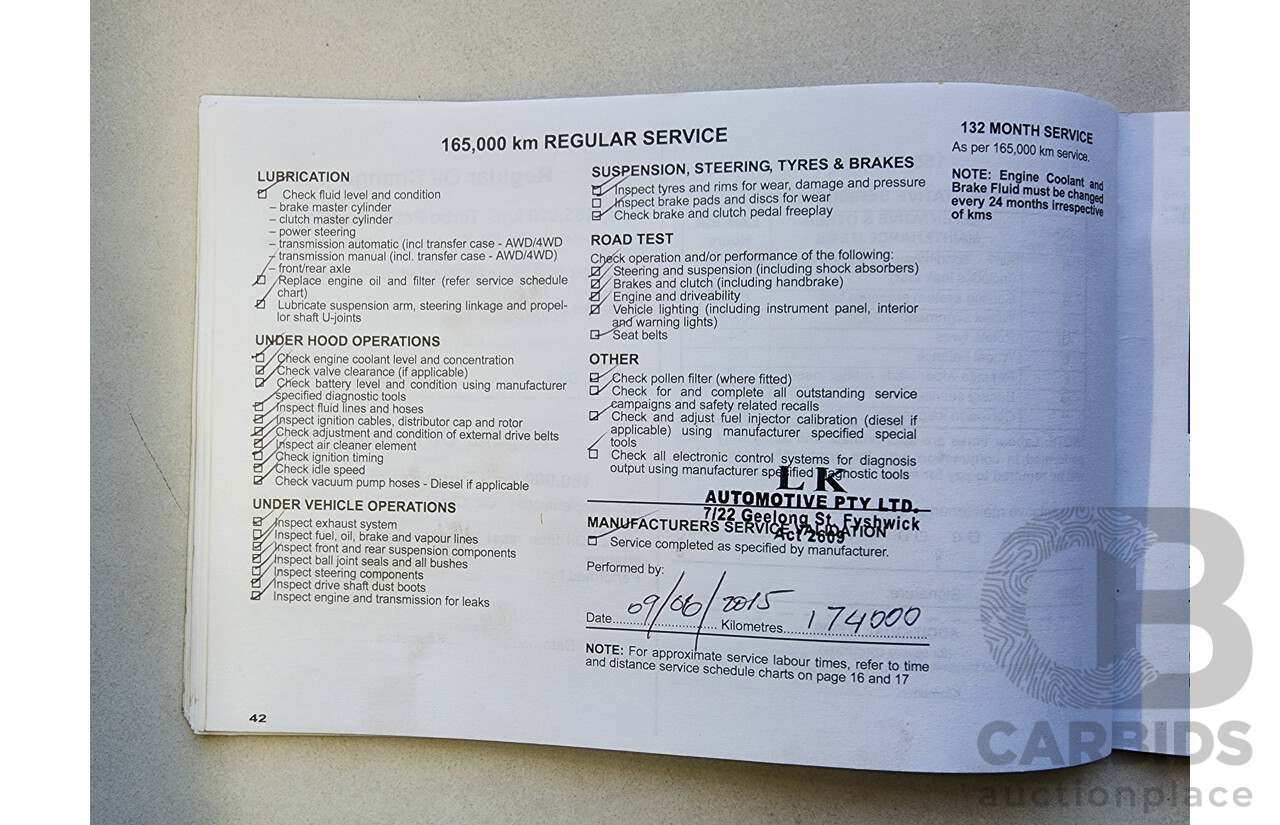 165,000 km REGULAR SERVICE
LUBRICATION
Check fluid level and condition
– brake master cylinder
– clutch master cylinder
– power steering
– transmission automatic (incl transfer case - AWD/4WD
– transmission manual (incl. transfer case - AWD/4WD)
– front/rear axle
Replace engine oil and filter (refer service schedule
chart)
Lubricate suspension arm, steering linkage and propel-
lor shaft U-joints
UNDER HOOD OPERATIONS
Check engine coolant level and concentration
Check valve clearance (if applicable)
Check battery level and condition using manufacturer
specified diagnostic tools
Inspect fluid lines and hoses
Inspect ignition cables, distributor cap and rotor
Check adjustment and condition of external drive belts
Inspect air cleaner element
Check ignition timing
Check idle speed
Check vacuum pump hoses - Diesel if applicable
UNDER VEHICLE OPERATIONS
Inspect exhaust system
Inspect fuel, oil, brake and vapour lines
Inspect front and rear suspension components
Inspect ball joint seals and all bushes
Inspect steering components
Inspect drive shaft dust boots
Inspect engine and transmission for leaks
42
SUSPENSION, STEERING, TYRES & BRAKES
Inspect tyres and rims for wear, damage and pressure
Inspect brake pads and discs for wear
Check brake and clutch pedal freeplay
ROAD TEST
Check operation and/or performance of the following:
Steering and suspension (including shock absorbers)
Brakes and clutch (including handbrake)
Engine and driveability
Vehicle lighting (including instrument panel, interior
and warning lights)
Seat belts
OTHER
Check pollen filter (where fitted)
Check for and complete all outstanding service
campaigns and safety related recalls
Check and adjust fuel injector calibration (diesel if
applicable) using manufacturer specified special
tools
Check all electronic control systems for diagnosis
output using manufacturer specified diagnostic tools
L K
AUTOMOTIVE PTY LTD.
7/22 Geelong St, Fyshwick
Act 2609
MANUFACTURERS SERVICE VALIDATION
Service completed as specified by manufacturer.
Performed by:
Date 09/06/2015 Kilometres 174000
NOTE: For approximate service labour times, refer to time
and distance service schedule charts on page 16 and 17
132 MONTH SERVICE
As per 165,000 km service.
NOTE: Engine Coolant and
Brake Fluid must be changed
every 24 months irrespective
of kms
CB
CARBIDS
auctionplace